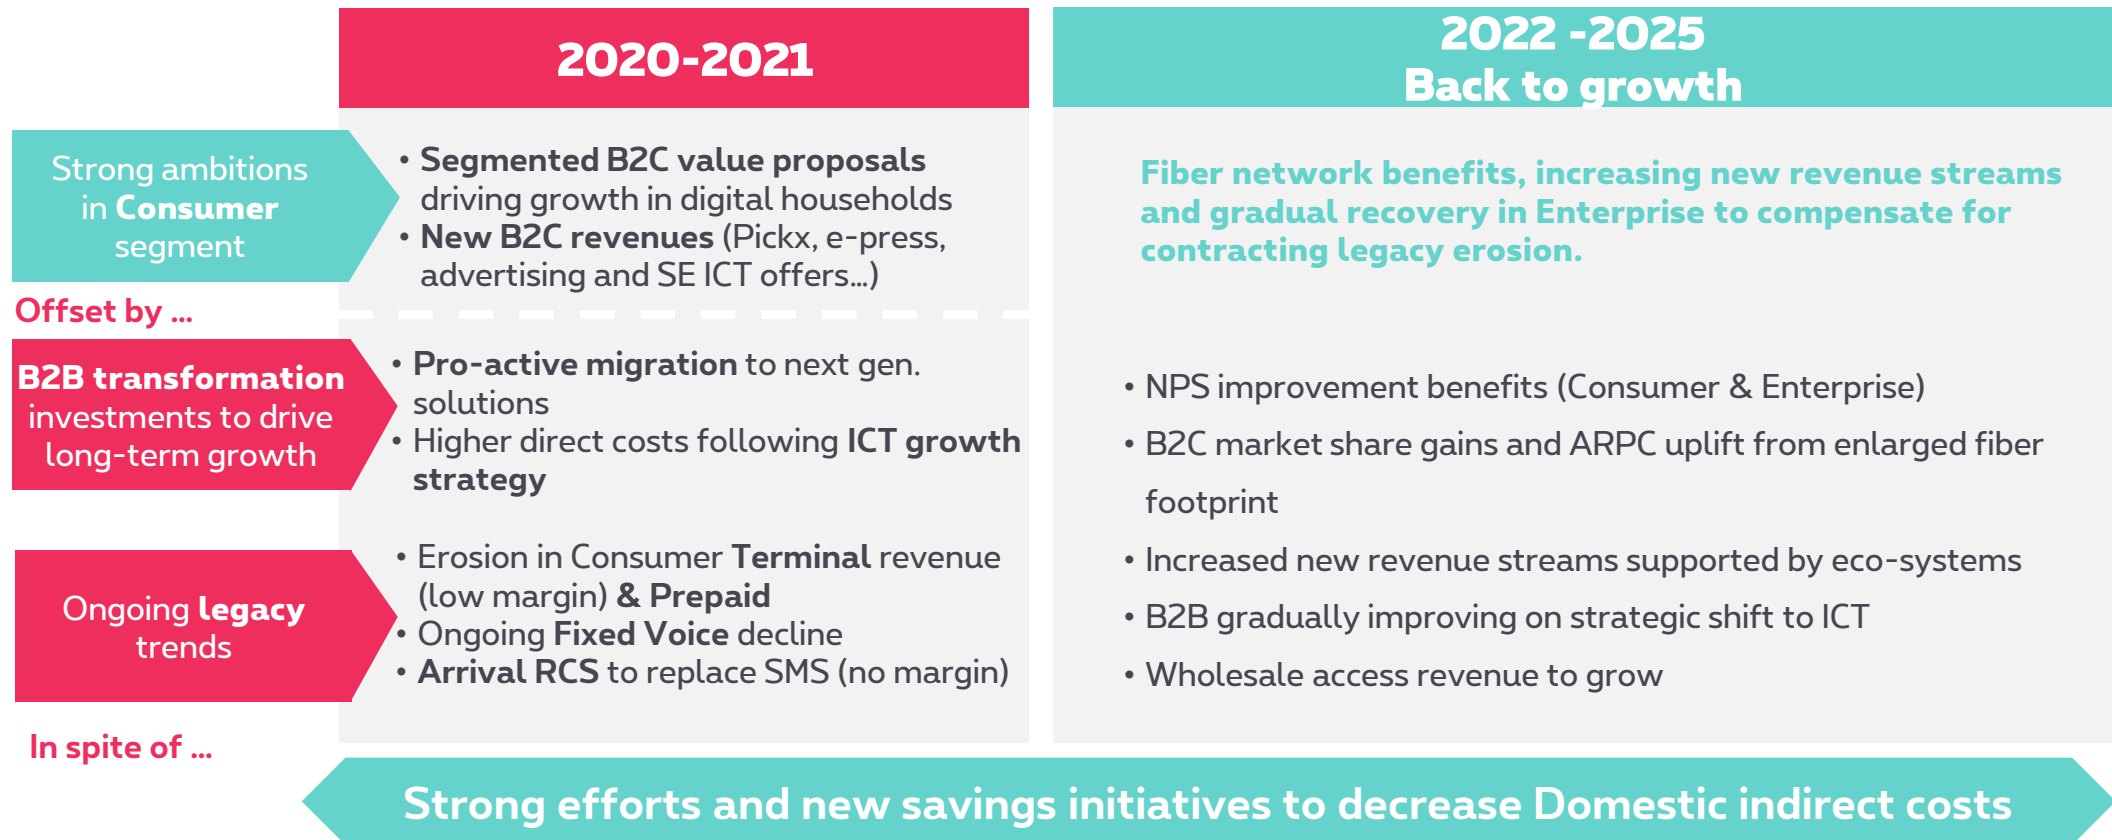 2020-2021
2022 -2025
Back to growth
Strong ambitions
in Consumer
segment
• Segmented B2C value proposals
driving growth in digital households
• New B2C revenues (Pickx, e-press,
advertising and SE ICT offers…)
Fiber network benefits, increasing new revenue streams
and gradual recovery in Enterprise to compensate for
contracting legacy erosion.
Offset by …
B2B transformation
investments to drive
long-term growth
• Pro-active migration to next gen.
solutions
• Higher direct costs following ICT growth
strategy
Ongoing legacy
trends
• Erosion in Consumer Terminal revenue
(low margin) & Prepaid
• Ongoing Fixed Voice decline
• Arrival RCS to replace SMS (no margin)
• NPS improvement benefits (Consumer & Enterprise)
• B2C market share gains and ARPC uplift from enlarged fiber
footprint
• Increased new revenue streams supported by eco-systems
• B2B gradually improving on strategic shift to ICT
• Wholesale access revenue to grow
In spite of …
Strong efforts and new savings initiatives to decrease Domestic indirect costs